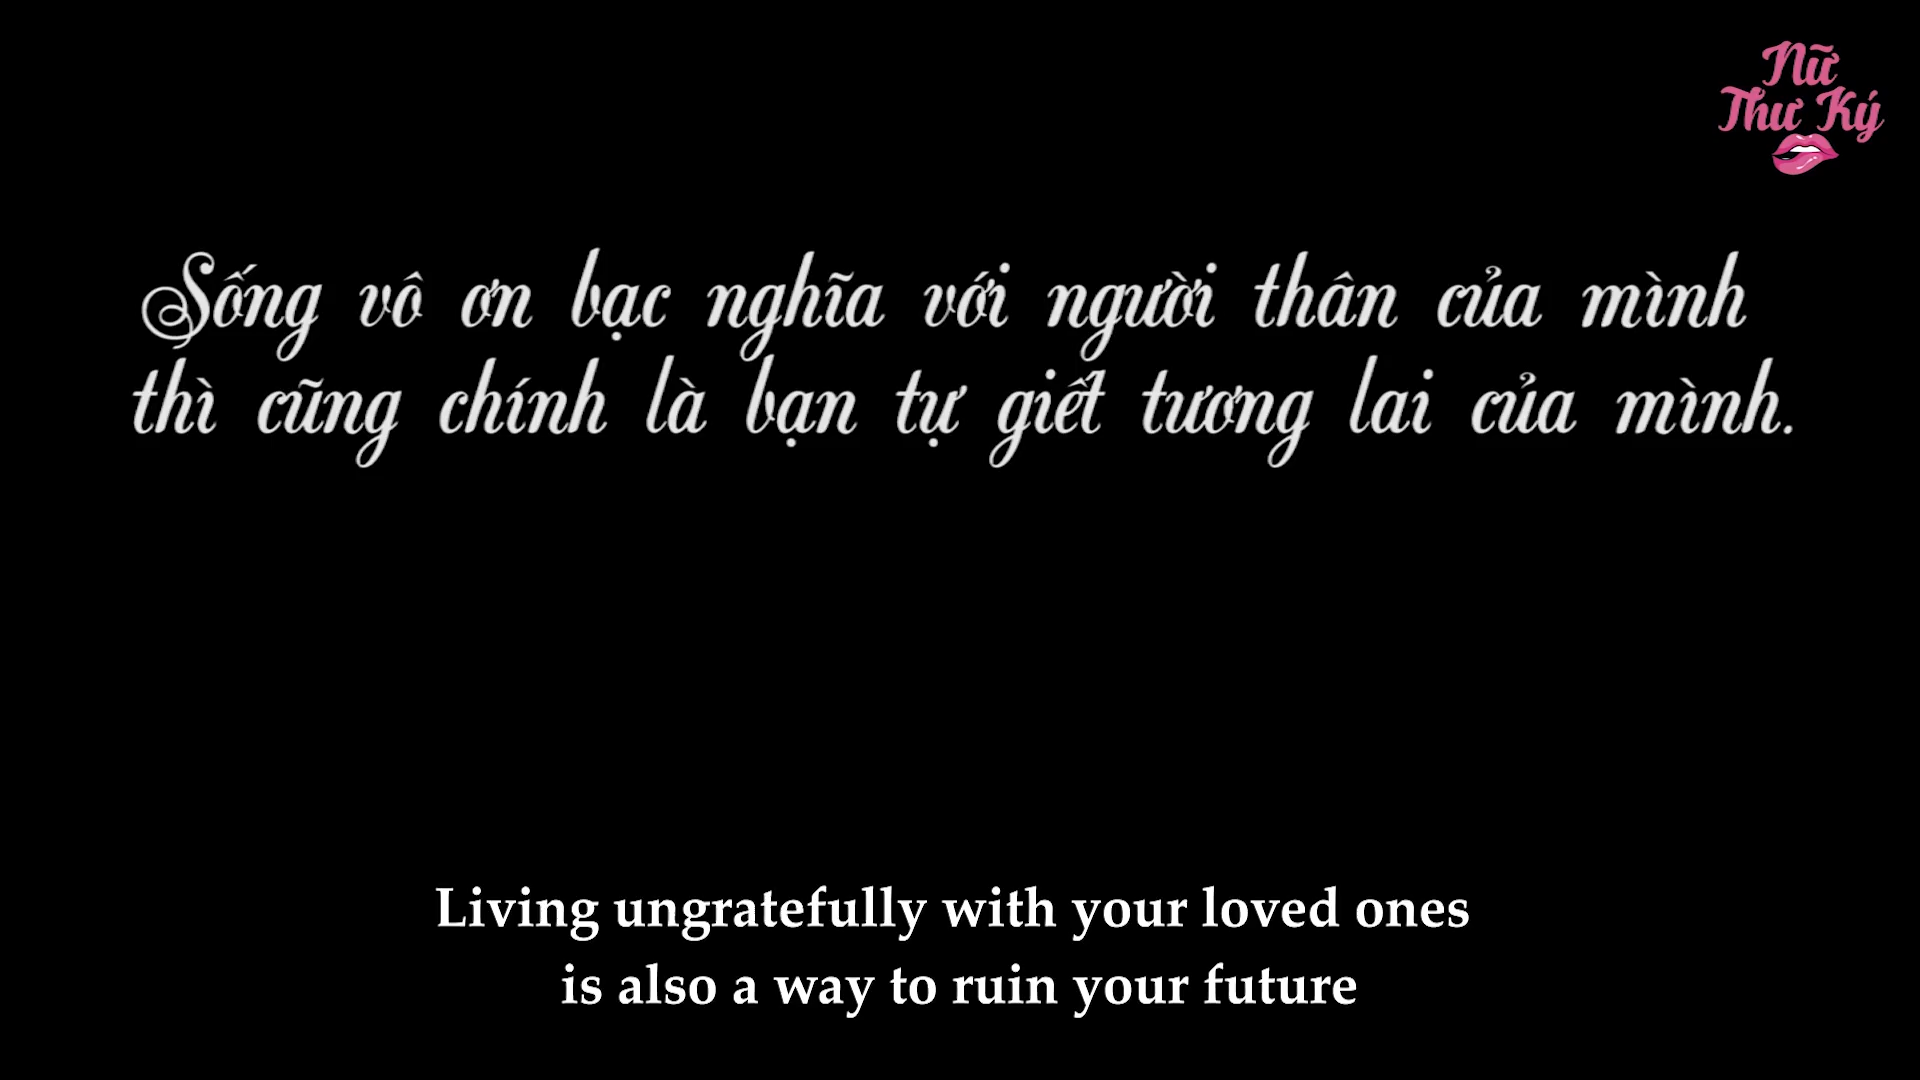 Nữ
Thư Ký
Sống vô ơn bạc nghĩa với người thân của mình
thì cũng chính là bạn tự giết tương lai của mình.
Living ungratefully with your loved ones
is also a way to ruin your future